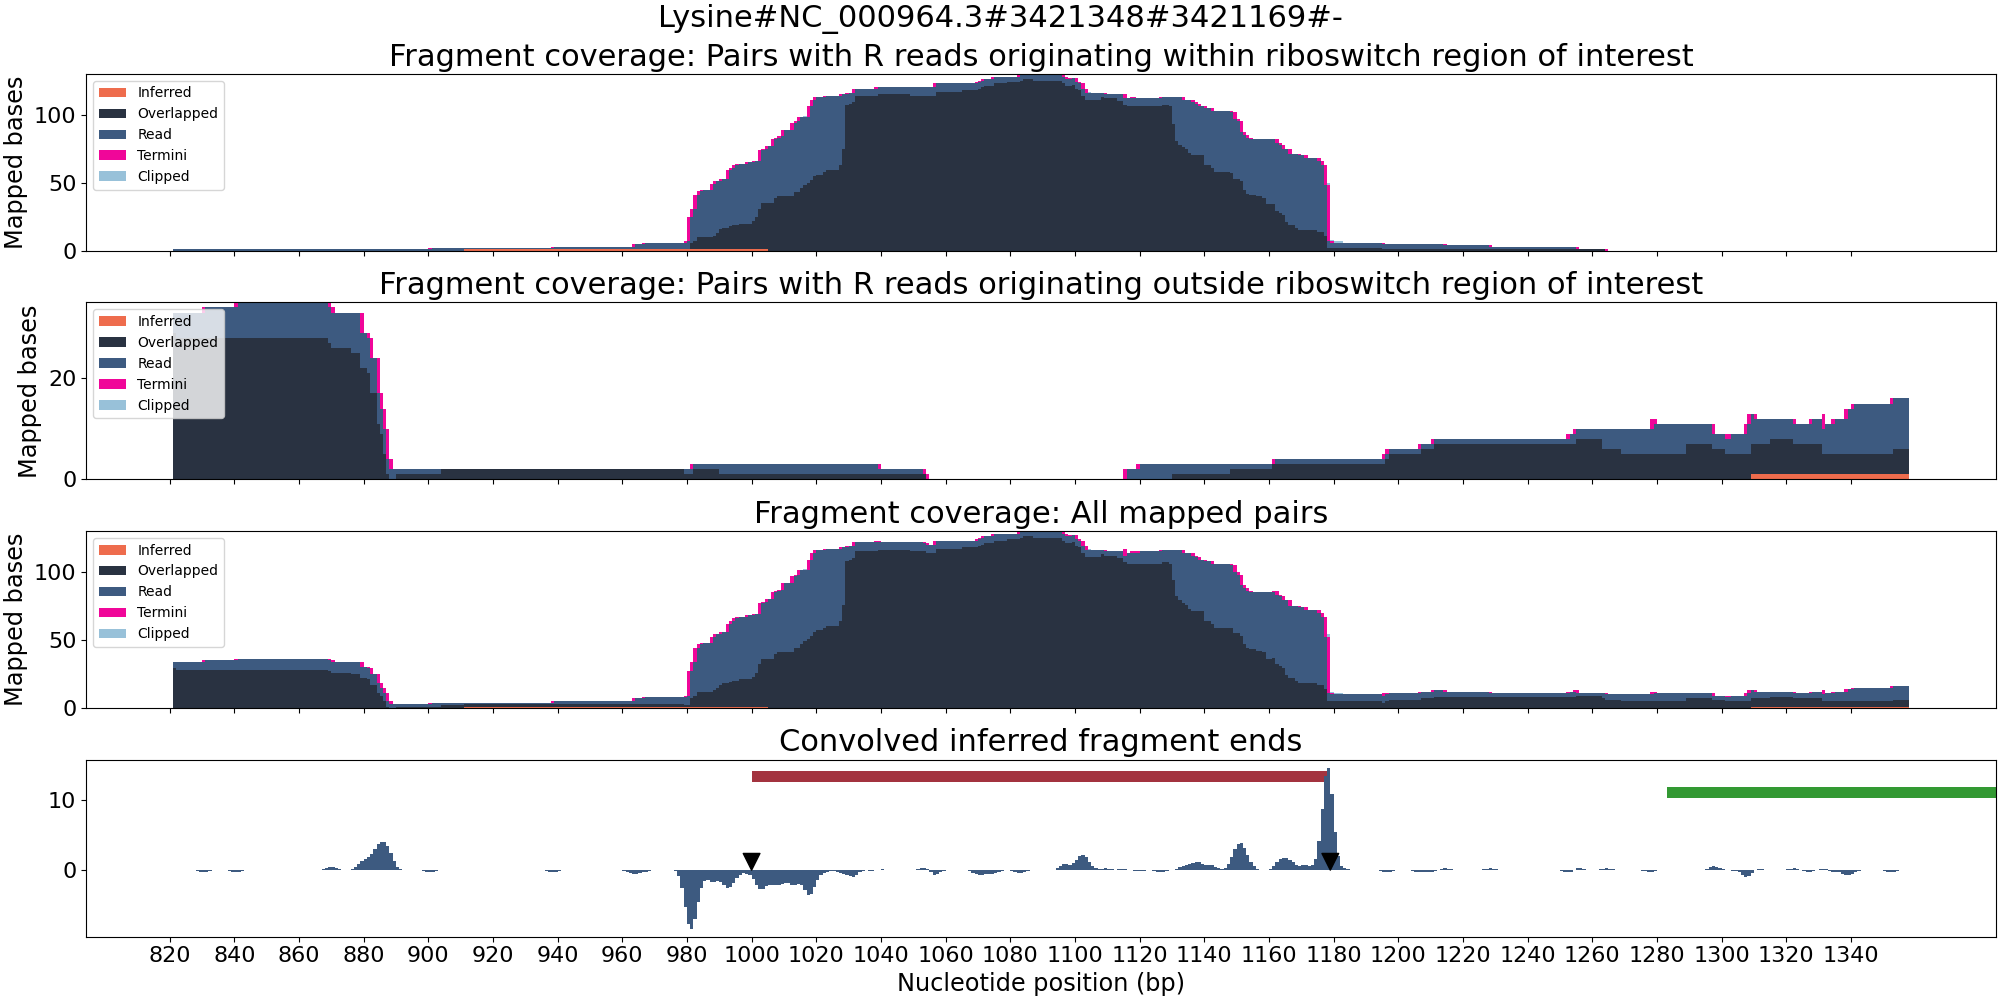 Lysine#NC_000964.3#3421348#3421169#-
Fragment coverage: Pairs with R reads originating within riboswitch region of interest
Mapped bases
100
50
0
Inferred
Overlapped
Read
Termini
Clipped
Fragment coverage: Pairs with R reads originating outside riboswitch region of interest
Mapped bases
20
0
Inferred
Overlapped
Read
Termini
Clipped
Fragment coverage: All mapped pairs
Mapped bases
100
50
0
Inferred
Overlapped
Read
Termini
Clipped
Convolved inferred fragment ends
10
0
820 840 860 880 900 920 940 960 980 1000 1020 1040 1060 1080 1100 1120 1140 1160 1180 1200 1220 1240 1260 1280 1300 1320 1340
Nucleotide position (bp)